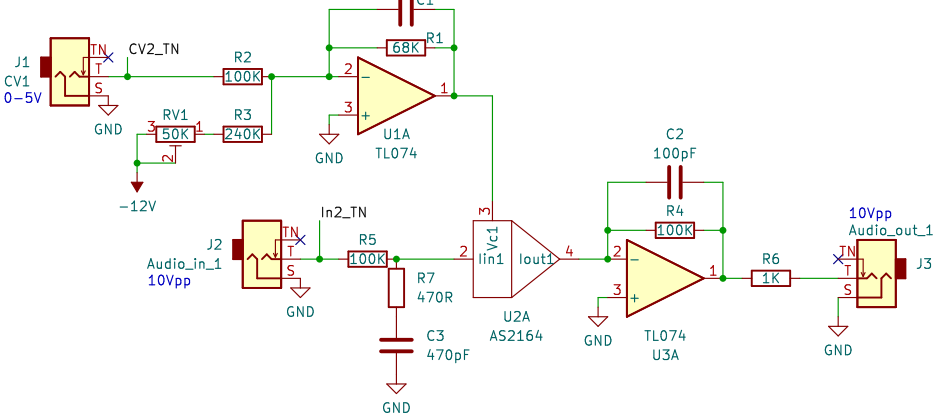 C1
R1
68K
J1
CV1
0-5V
TN
T
S
CV2_TN
R2
100K
GND
RV1
3
50K
1
2
R3
240K
-12V
2
3
1
GND
U1A
TL074
J2
Audio_in_1
10Vpp
TN
T
S
In2_TN
GND
R5
100K
R7
470R
C3
470pF
GND
3
Vc1
2
Iin1
Iout1
4
U2A
AS2164
C2
100pF
R4
100K
2
3
1
GND
TL074
U3A
R6
1K
10Vpp
Audio_out_1
TN
T
S
J3
GND